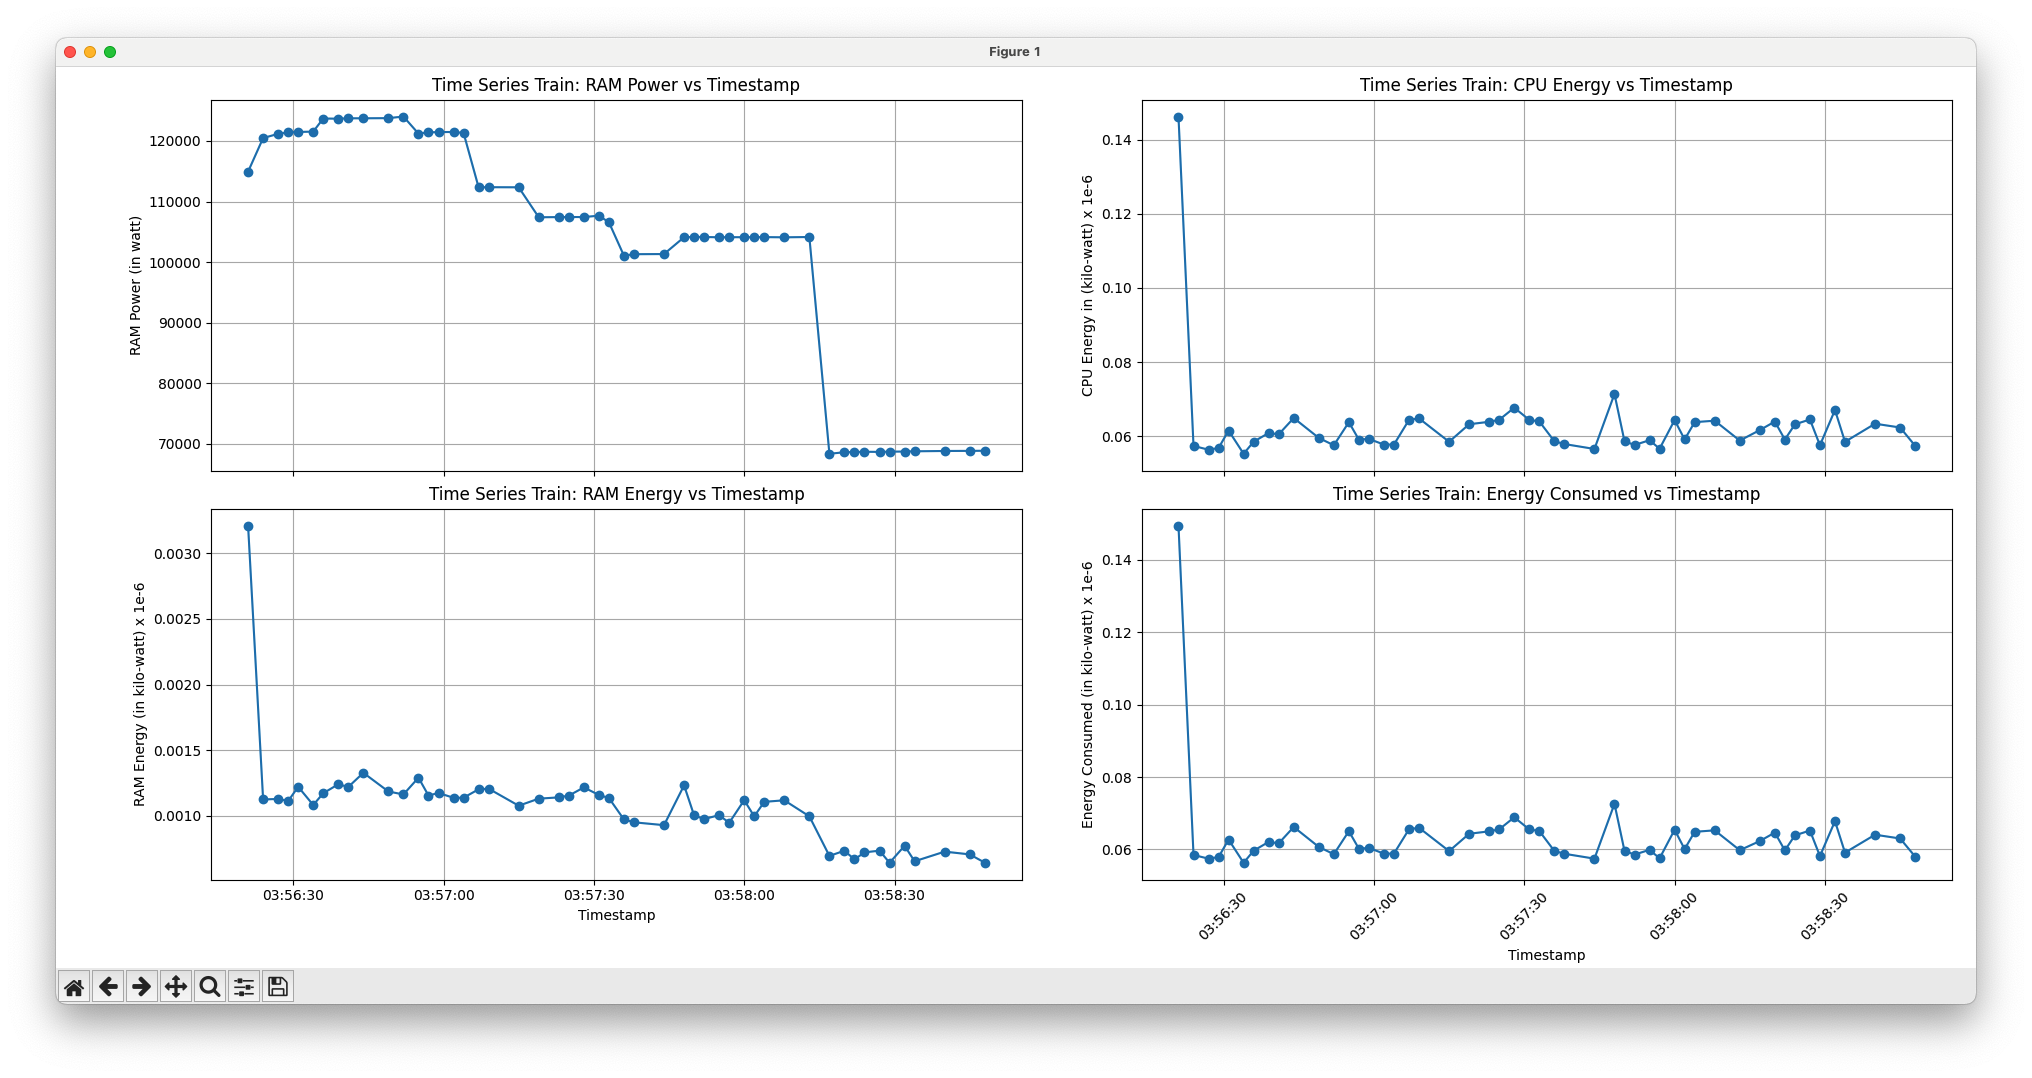 Figure 1
Time Series Train: RAM Power vs Timestamp
RAM Power (in watt)
120000
110000
100000
90000
80000
70000
Time Series Train: CPU Energy vs Timestamp
CPU Energy in (kilo-watt) x 1e-6
0.14
0.12
0.10
0.08
0.06
Time Series Train: RAM Energy vs Timestamp
RAM Energy (in kilo-watt) x 1e-6
0.0030
0.0025
0.0020
0.0015
0.0010
03:56:30
03:57:00
03:57:30
03:58:00
03:58:30
Timestamp
Time Series Train: Energy Consumed vs Timestamp
Energy Consumed (in kilo-watt) x 1e-6
0.14
0.12
0.10
0.08
0.06
03:56:30
03:57:00
03:57:30
03:58:00
03:58:30
Timestamp